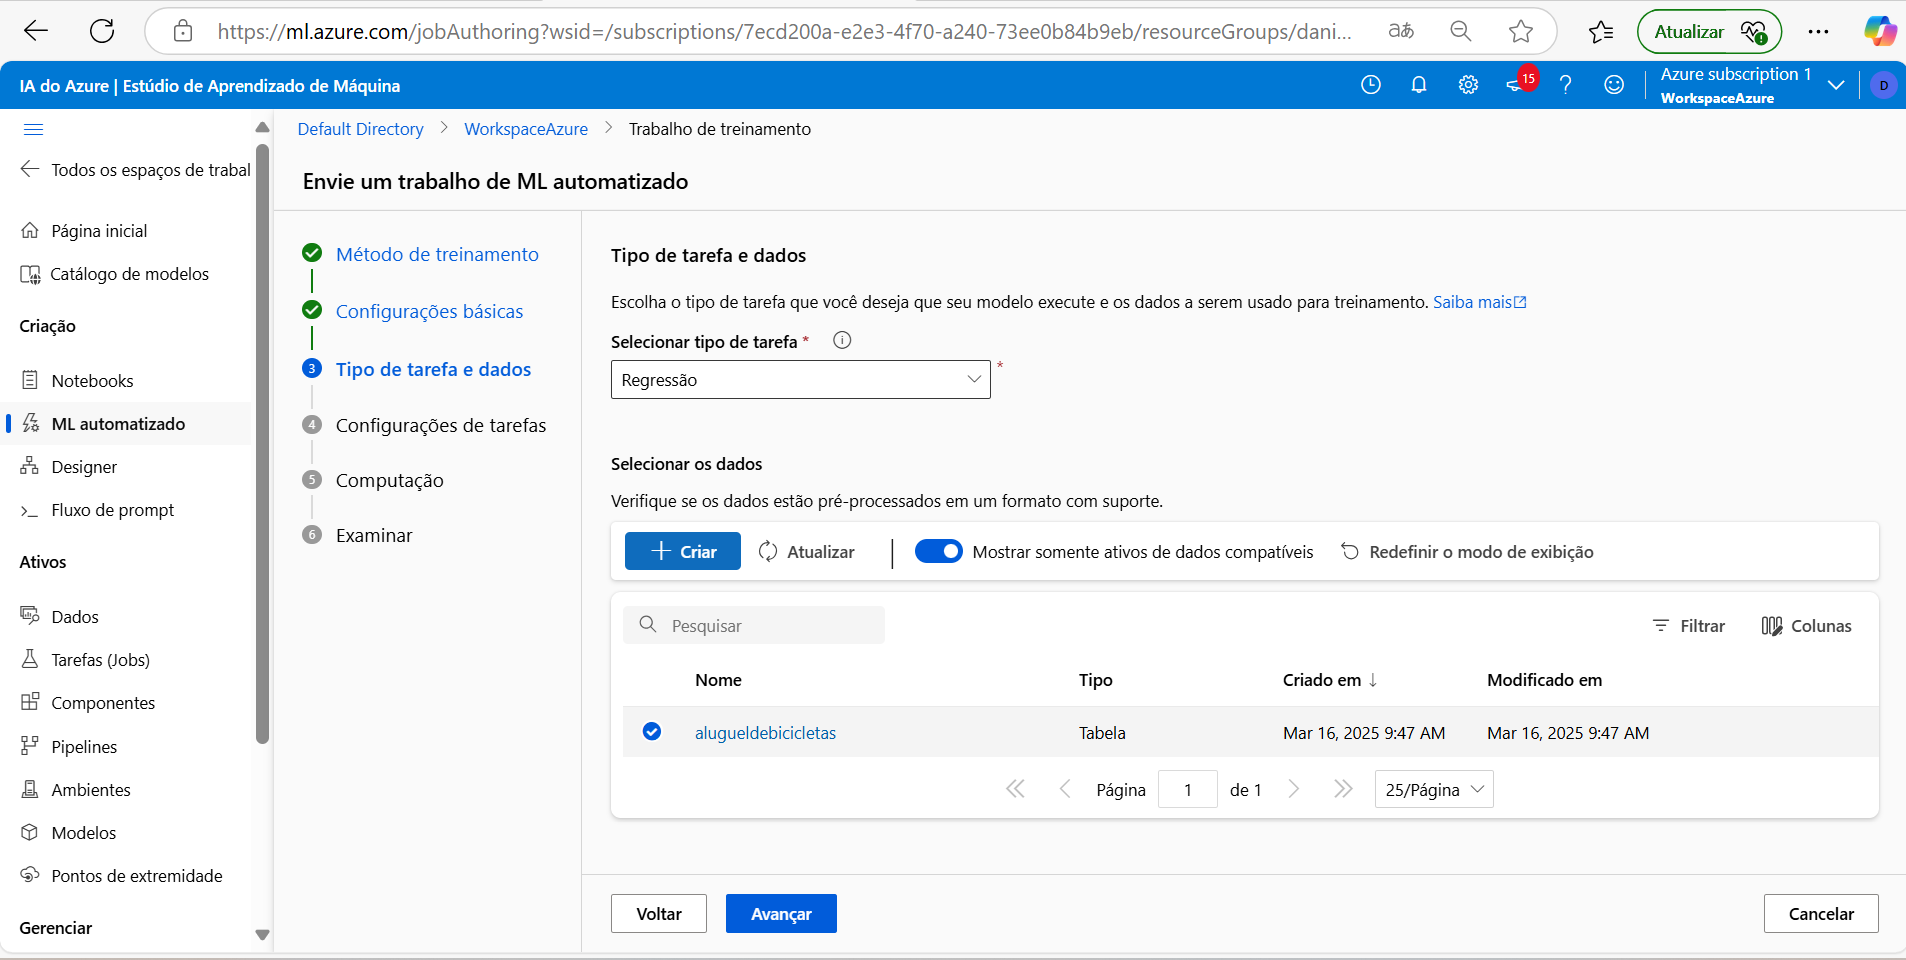 https://ml.azure.com/jobAuthoring?wsid=/subscriptions/7ecd200a-e2e3-4f70-a240-73ee0b84b9eb/resourceGroups/dani...
aあ
Atualizar
IA do Azure | Estúdio de Aprendizado de Máquina
15
Azure subscription 1
WorkspaceAzure
D
Default Directory > WorkspaceAzure > Trabalho de treinamento
Todos os espaços de trabal
Página inicial
Catálogo de modelos
Criação
Notebooks
ML automatizado
Designer
Fluxo de prompt
Ativos
Dados
Tarefas (Jobs)
Componentes
Pipelines
Ambientes
Modelos
Pontos de extremidade
Gerenciar
Envie um trabalho de ML automatizado
Método de treinamento
Configurações básicas
3 Tipo de tarefa e dados
4 Configurações de tarefas
5 Computação
6 Examinar
Tipo de tarefa e dados
Escolha o tipo de tarefa que você deseja que seu modelo execute e os dados a serem usado para treinamento. Saiba mais
Selecionar tipo de tarefa *
Regressão *
Selecionar os dados
Verifique se os dados estão pré-processados em um formato com suporte.
+ Criar Atualizar | Mostrar somente ativos de dados compatíveis Redefinir o modo de exibição
Pesquisar Filtrar Colunas
Nome Tipo Criado em ↓ Modificado em
alugueldebicicletas Tabela Mar 16, 2025 9:47 AM Mar 16, 2025 9:47 AM
Página 1 de 1 25/Página
Voltar Avançar Cancelar